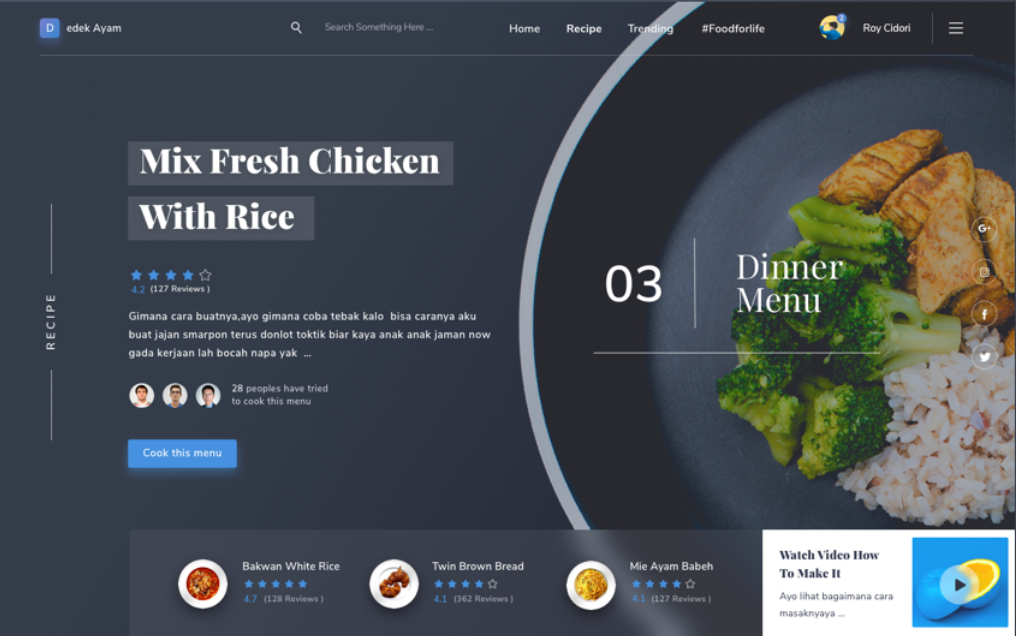 D edek Ayam
Search Something Here ...
Home Recipe Trending #Foodforlife
2
Roy Cidori
Mix Fresh Chicken
With Rice
4.2 (127 Reviews )
RECIPE
Gimana cara buatnya,ayo gimana coba tebak kalo bisa caranya aku
buat jajan smarpon terus donlot toktik biar kaya anak anak jaman now
gada kerjaan lah bocah napa yak ...
28 peoples have tried
to cook this menu
Cook this menu
03
Dinner
Menu
G+
f
Bakwan White Rice
4.7 (128 Reviews )
Twin Brown Bread
4.1 (362 Reviews )
Mie Ayam Babeh
4.1 (127 Reviews )
Watch Video How
To Make It
Ayo lihat bagaimana cara
masaknyaya ...